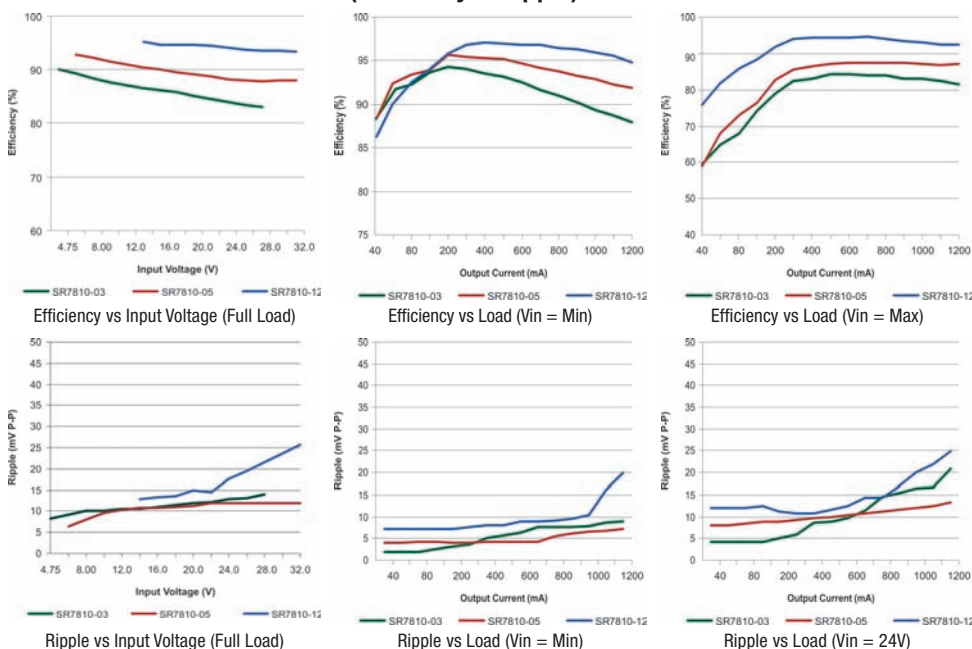 Efficiency (%)
100
90
80
70
60
4.75 8.00 12.0 16.0 20.0 24.0 28.0 32.0
Input Voltage (V)
SR7810-03 SR7810-05 SR7810-12
Efficiency vs Input Voltage (Full Load)
Efficiency (%)
100
95
90
85
80
75
40 80 200 400 600 800 1000 1200
Output Current (mA)
SR7810-03 SR7810-05 SR7810-12
Efficiency vs Load (Vin = Min)
Efficiency (%)
100
90
80
70
60
50
40
40 80 200 400 600 800 1000 1200
Output Current (mA)
SR7810-03 SR7810-05 SR7810-12
Efficiency vs Load (Vin = Max)
Ripple (mV P-P)
50
45
40
35
30
25
20
15
10
5
0
4.75 8.00 12.0 16.0 20.0 24.0 28.0 32.0
Input Voltage (V)
SR7810-03 SR7810-05 SR7810-12
Ripple vs Input Voltage (Full Load)
Ripple (mV P-P)
50
45
40
35
30
25
20
15
10
5
0
40 80 200 400 600 800 1000 1200
Output Current (mA)
SR7810-03 SR7810-05 SR7810-12
Ripple vs Load (Vin = Min)
Ripple (mV P-P)
50
45
40
35
30
25
20
15
10
5
0
40 80 200 400 600 800 1000 1200
Output Current (mA)
SR7810-03 SR7810-05 SR7810-12
Ripple vs Load (Vin = 24V)